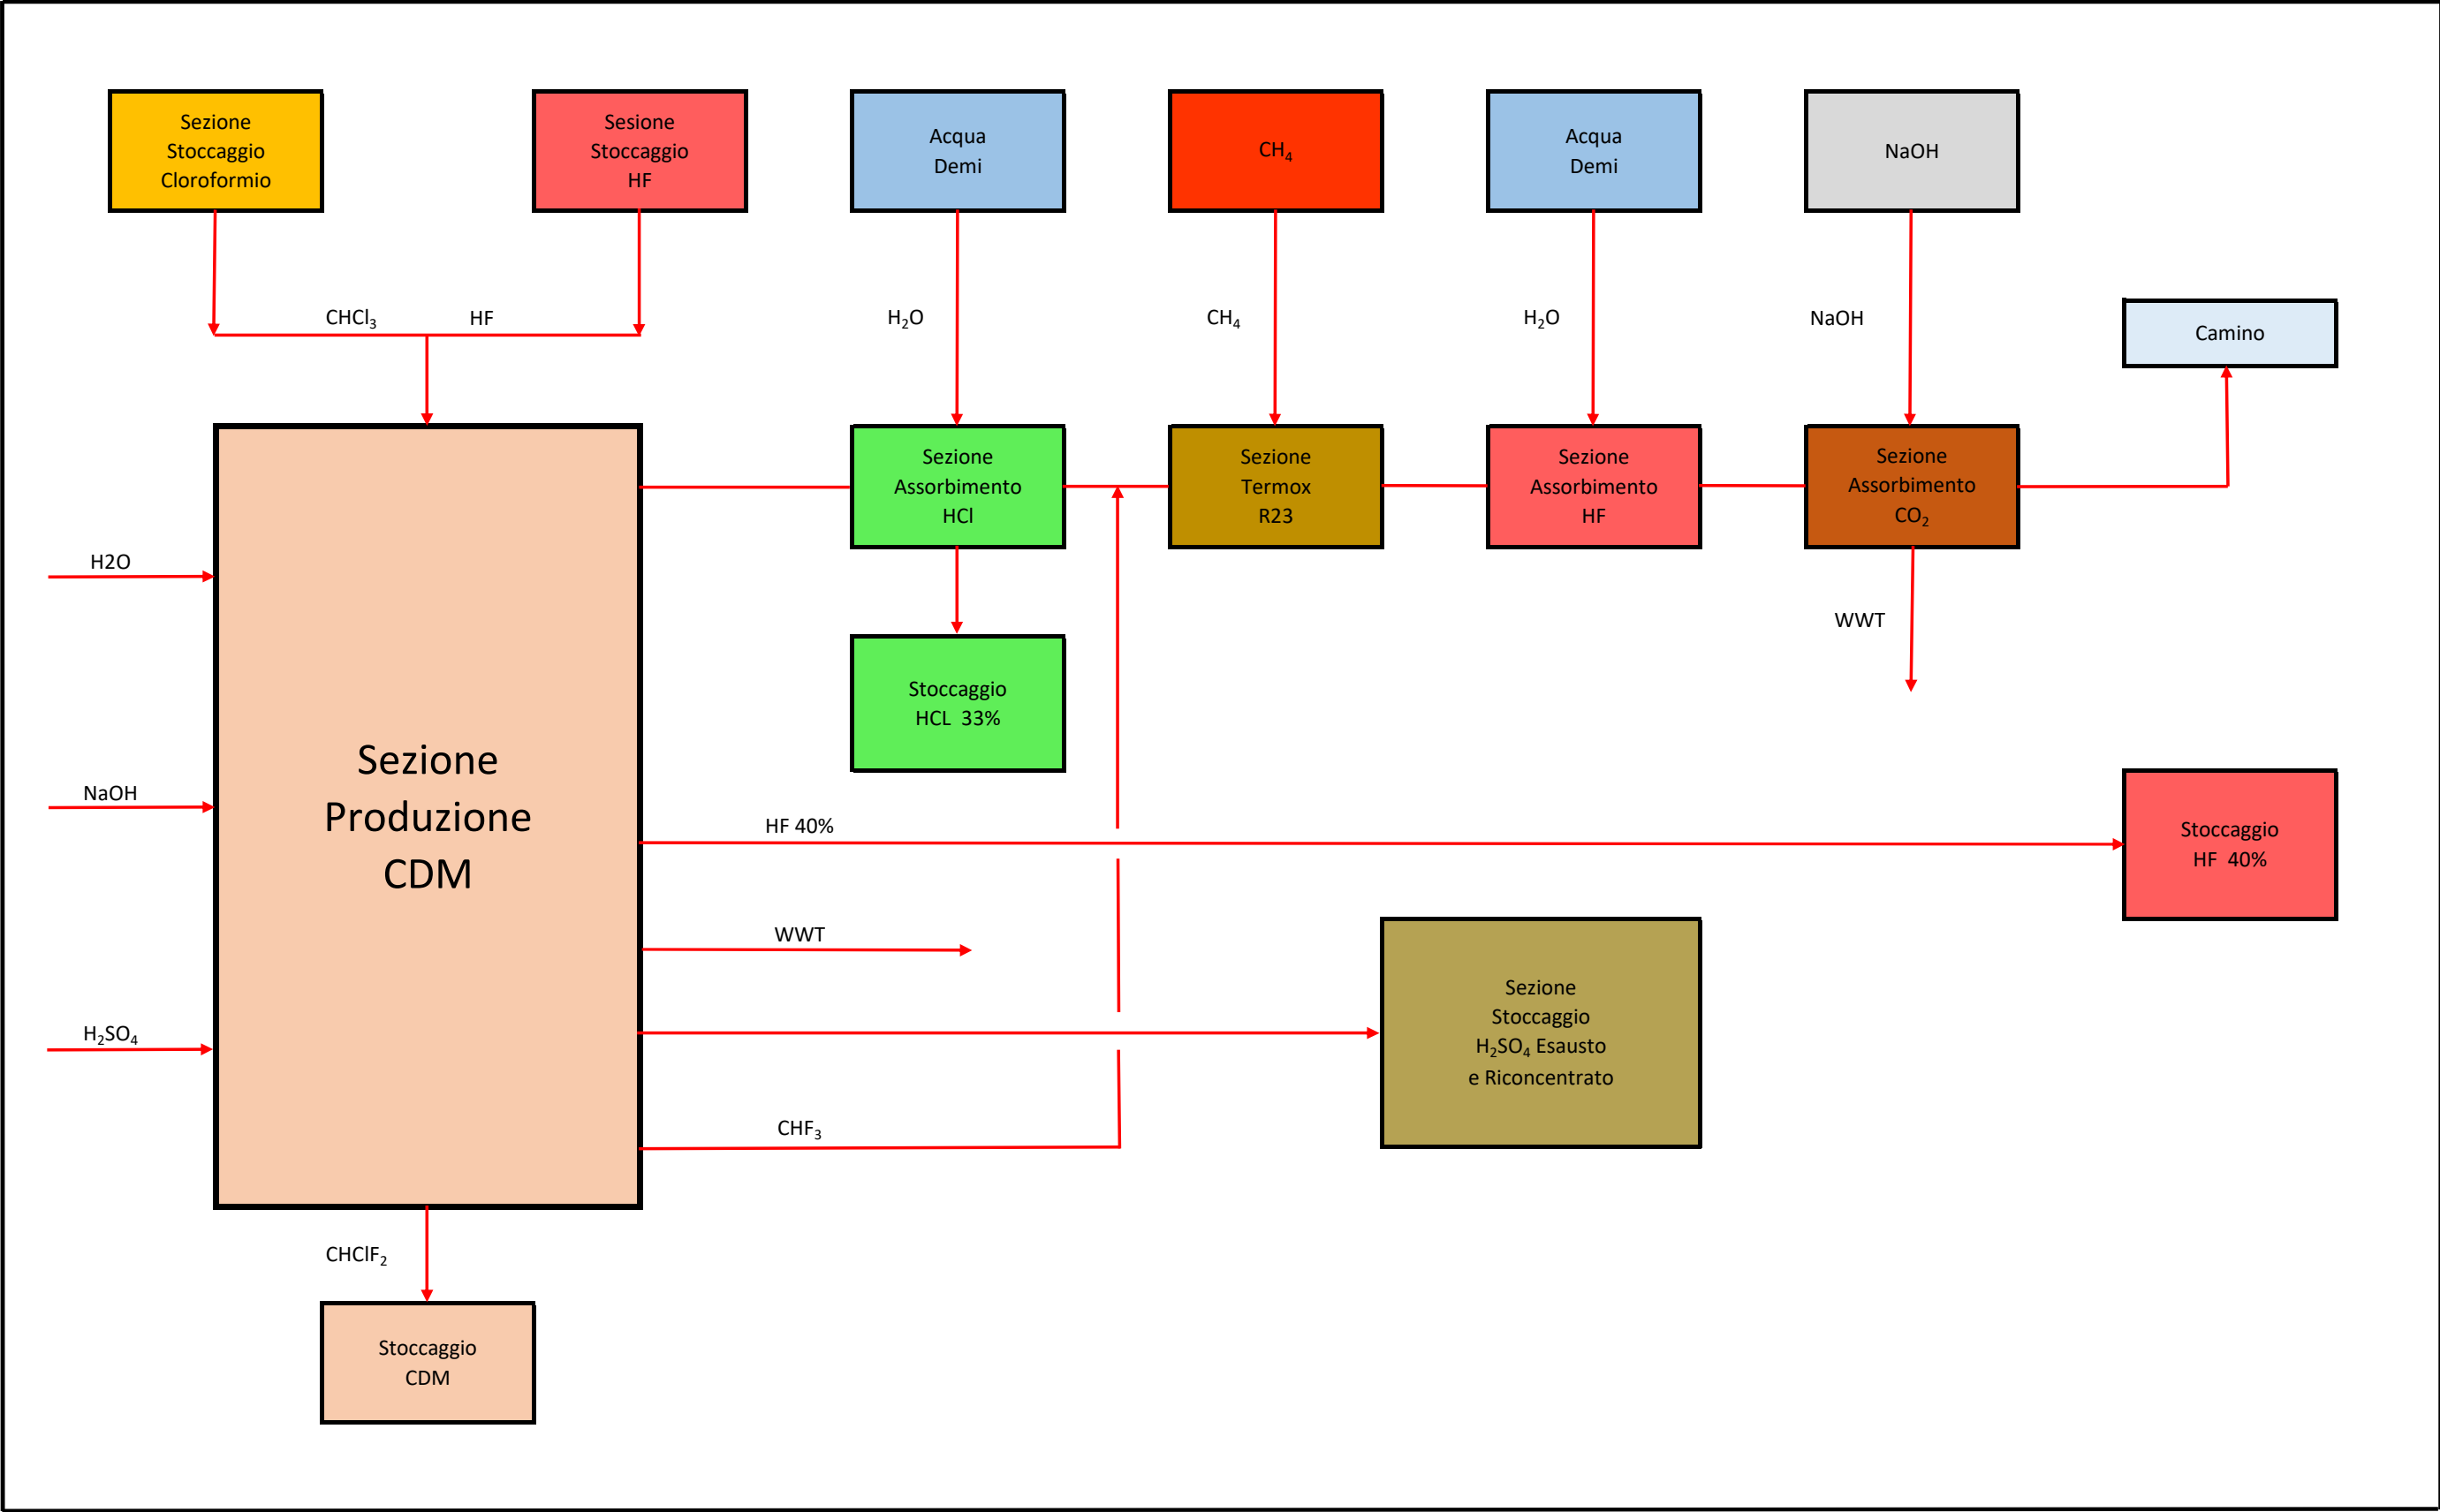 Sezione
Stoccaggio
Cloroformio
Sesione
Stoccaggio
HF
Acqua
Demi
CH₄
Acqua
Demi
NaOH
CHCl₃
HF
H₂O
CH₄
H₂O
NaOH
Camino
Sezione
Assorbimento
HCl
Sezione
Termox
R23
Sezione
Assorbimento
HF
Sezione
Assorbimento
CO₂
H2O
WWT
Stoccaggio
HCL 33%
Sezione
Produzione
CDM
NaOH
HF 40%
Stoccaggio
HF 40%
WWT
H₂SO₄
Sezione
Stoccaggio
H₂SO₄ Esausto
e Riconcentrato
CHF₃
CHClF₂
Stoccaggio
CDM